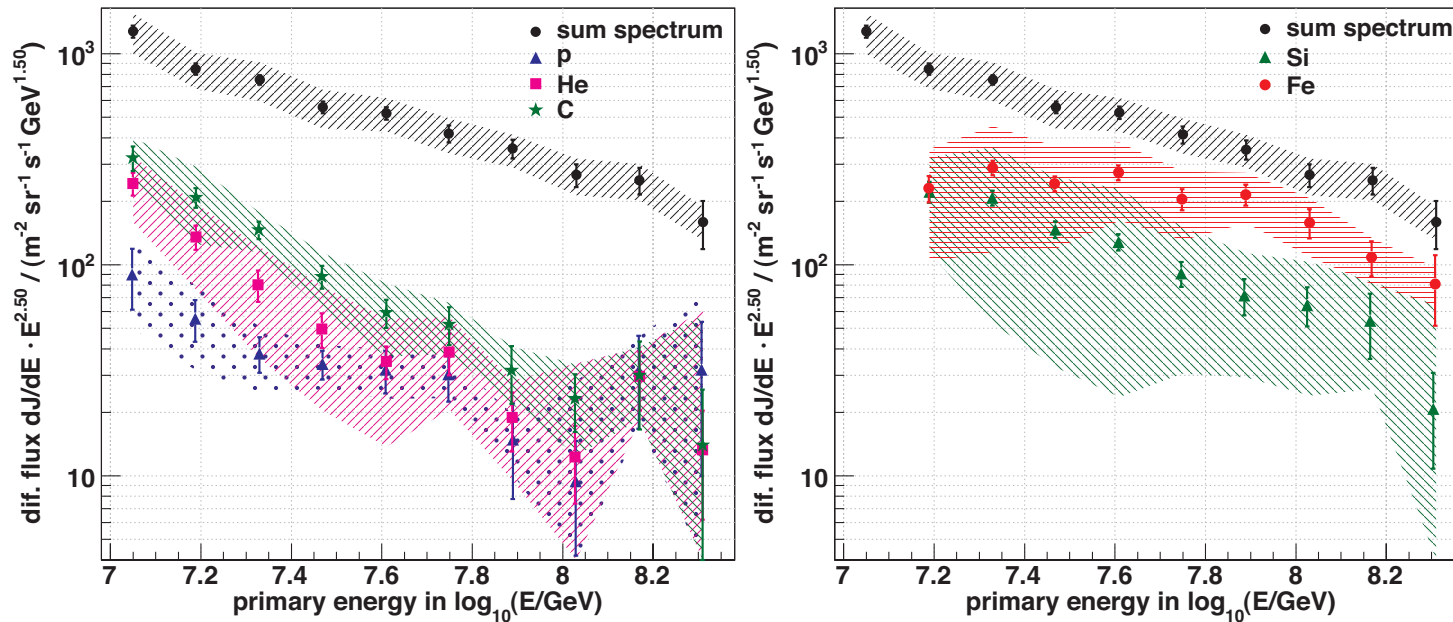 dif. flux dJ/dE · E^2.50 / (m^-2 sr^-1 s^-1 GeV^1.50)
10^3
10^2
10
sum spectrum
p
He
C
7 7.2 7.4 7.6 7.8 8 8.2
primary energy in log_10(E/GeV)
dif. flux dJ/dE · E^2.50 / (m^-2 sr^-1 s^-1 GeV^1.50)
10^3
10^2
10
sum spectrum
Si
Fe
7 7.2 7.4 7.6 7.8 8 8.2
primary energy in log_10(E/GeV)